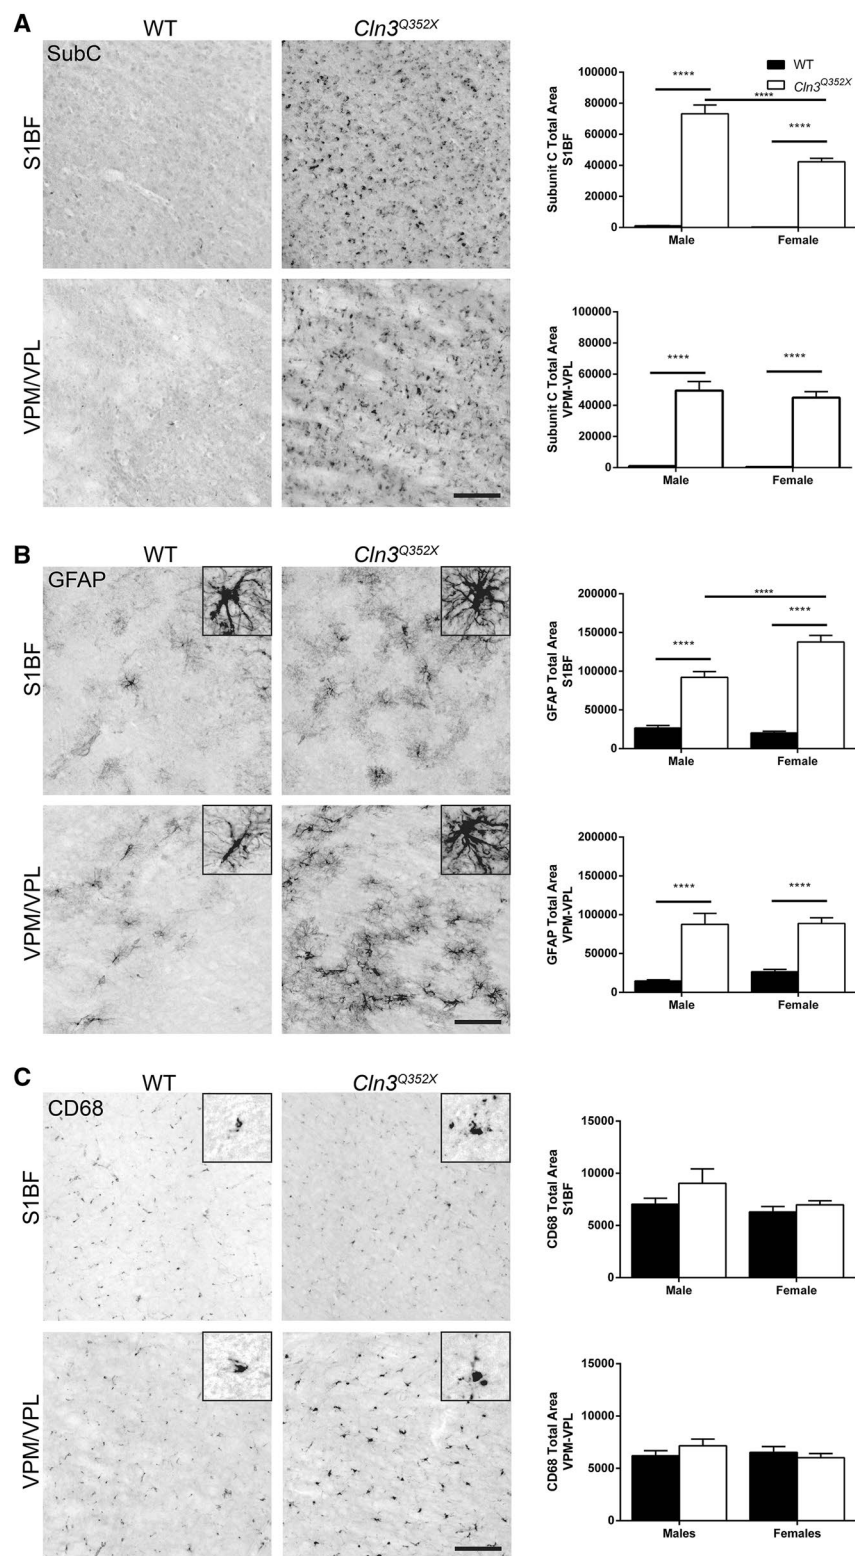 A
WT
Cln3Q352X
SubC
S1BF
VPM/VPL
WT
Cln3Q352X
Subunit C Total Area
S1BF
100000
80000
60000
40000
20000
0
****
****
****
Male
Female
Subunit C Total Area
VPM-VPL
100000
80000
60000
40000
20000
0
****
****
Male
Female
B
WT
Cln3Q352X
GFAP
S1BF
VPM/VPL
GFAP Total Area
S1BF
200000
150000
100000
50000
0
****
****
****
Male
Female
GFAP Total Area
VPM-VPL
200000
150000
100000
50000
0
****
****
Male
Female
C
WT
Cln3Q352X
CD68
S1BF
VPM/VPL
CD68 Total Area
S1BF
15000
10000
5000
0
Male
Female
CD68 Total Area
VPM-VPL
15000
10000
5000
0
Males
Females